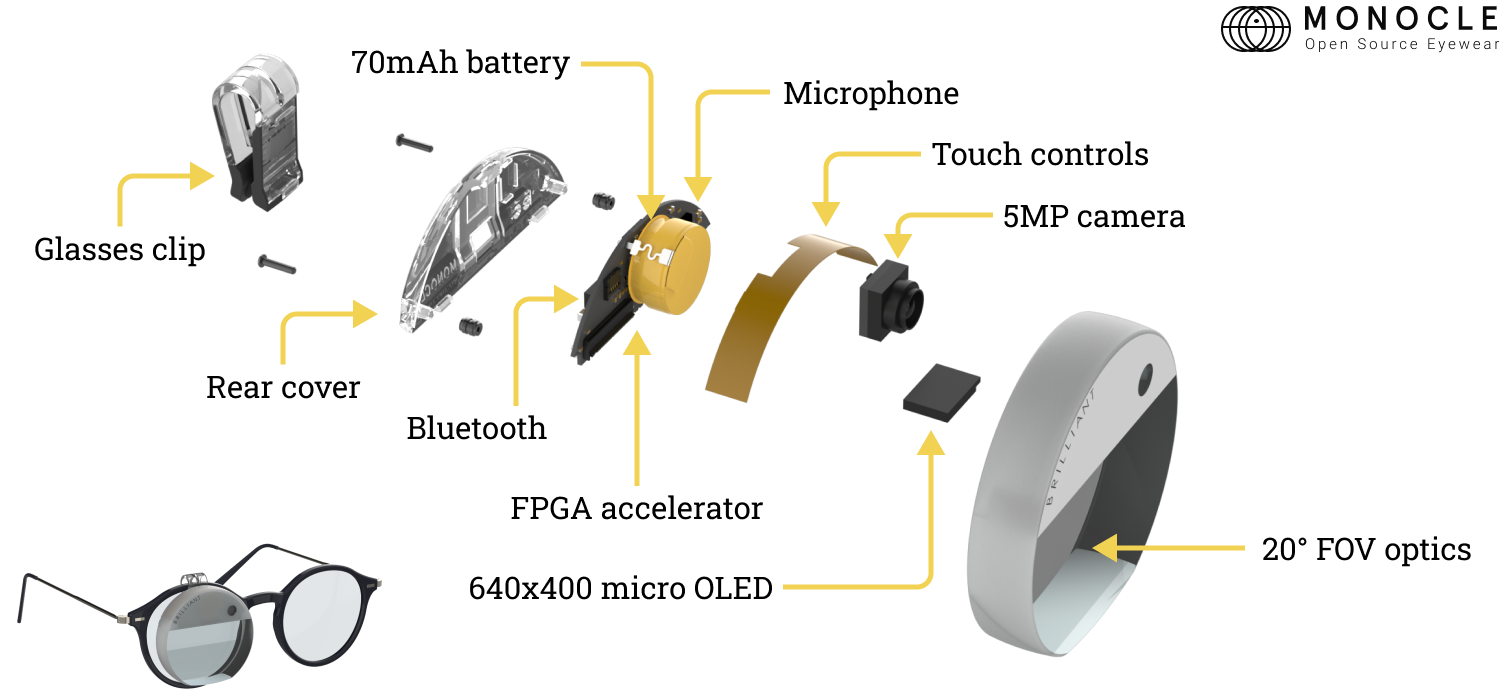 MONOCLE
Open Source Eyewear
70mAh battery
Microphone
Touch controls
5MP camera
Glasses clip
Rear cover
Bluetooth
FPGA accelerator
640x400 micro OLED
20° FOV optics
BRILLIANT
BRILLIANT